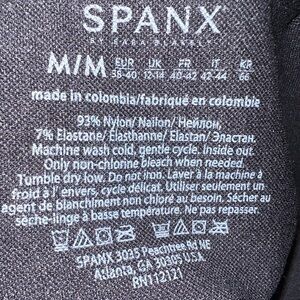 SPANX®
BY SARA BLAKELY
M/M
EUR UK FR IT KR
38-40 12-14 40-42 42-44 66
made in colombia/fabriqué en colombie
93% Nylon/ Nailon/ Нейлон,
7% Elastane/ Élasthanne/ Elastan/ Эластан.
Machine wash cold, gentle cycle. Inside out.
Only non-chlorine bleach when needed.
Tumble dry low. Do not iron. Laver à la machine à
froid à l' envers, cycle délicat. Utiliser seulement un
agent de blanchiment non chloré si besoin. Sécher au
sèche-linge à basse température. Ne pas repasser.
SPANX 3035 Peachtree Rd NE
Atlanta, GA 30305 USA
RN112121